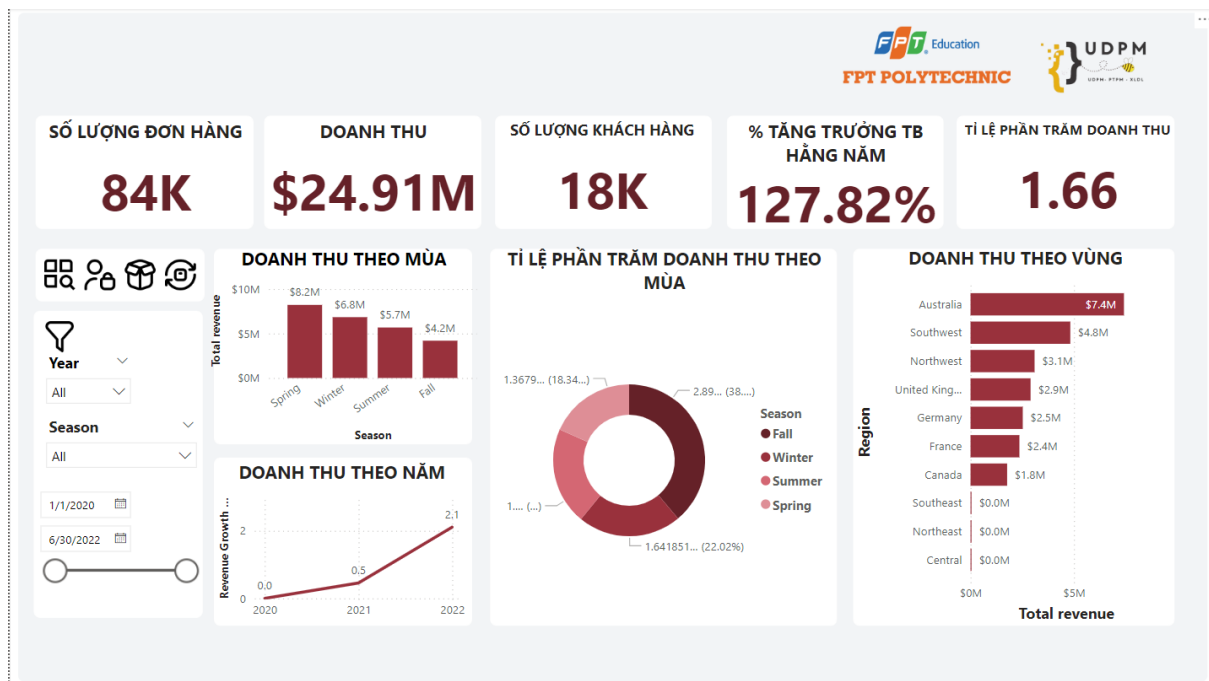 FPT. Education
FPT POLYTECHNIC
UDPM
UDPM - PTPM - XLDL
SỐ LƯỢNG ĐƠN HÀNG
84K
DOANH THU
$24.91M
SỐ LƯỢNG KHÁCH HÀNG
18K
% TĂNG TRƯỞNG TB
HẰNG NĂM
127.82%
TỈ LỆ PHẦN TRĂM DOANH THU
1.66
Year
All
Season
All
1/1/2020
6/30/2022
DOANH THU THEO MÙA
Total revenue
$10M
$5M
$0M
$8.2M
$6.8M
$5.7M
$4.2M
Spring
Winter
Summer
Fall
Season
DOANH THU THEO NĂM
Revenue Growth ...
2
0
0.0
0.5
2.1
2020
2021
2022
TỈ LỆ PHẦN TRĂM DOANH THU THEO
MÙA
1.3679... (18.34...)
2.89... (38....)
1.... (...)
1.641851... (22.02%)
Season
Fall
Winter
Summer
Spring
DOANH THU THEO VÙNG
Region
Australia $7.4M
Southwest $4.8M
Northwest $3.1M
United King... $2.9M
Germany $2.5M
France $2.4M
Canada $1.8M
Southeast $0.0M
Northeast $0.0M
Central $0.0M
$0M $5M
Total revenue